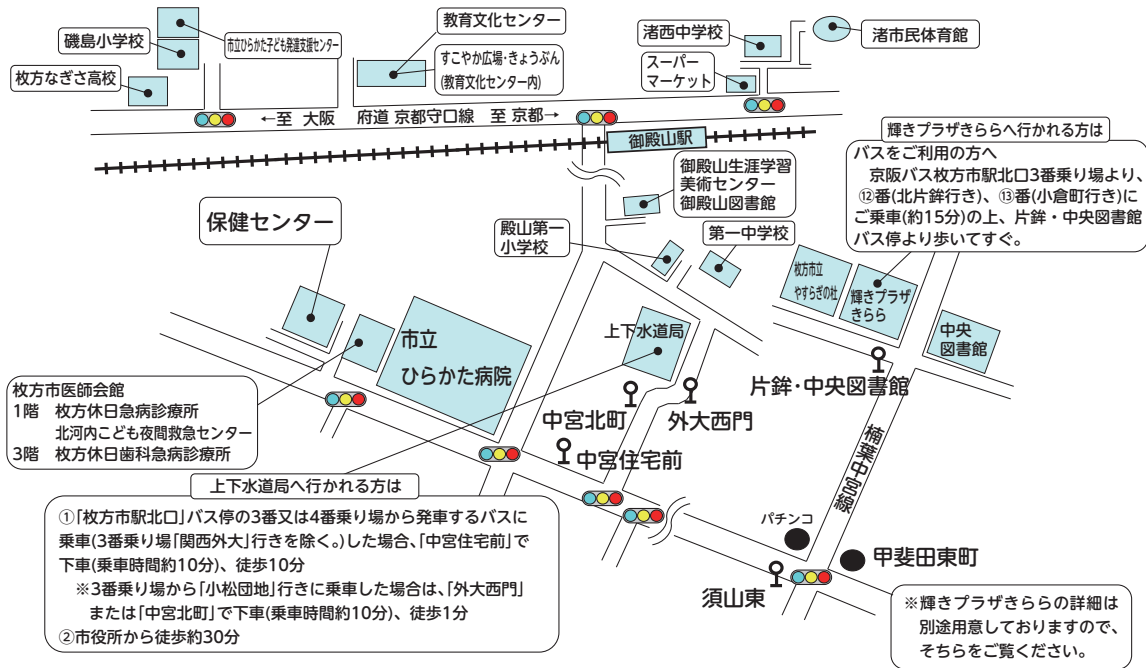 磯島小学校
市立ひらかた子ども発達支援センター
枚方なぎさ高校
教育文化センター
すこやか広場・きょうぶん
(教育文化センター内)
渚西中学校
渚市民体育館
スーパー
マーケット
←至 大阪 府道 京都守口線 至 京都→
御殿山駅
御殿山生涯学習
美術センター
御殿山図書館
輝きプラザきららへ行かれる方は
バスをご利用の方へ
京阪バス枚方市駅北口3番乗り場より、
⑫番(北片鉾行き)、⑬番(小倉町行き)に
ご乗車(約15分)の上、片鉾・中央図書館
バス停より歩いてすぐ。
保健センター
殿山第一
小学校
第一中学校
枚方市立
やすらぎの杜
輝きプラザ
きらら
中央
図書館
市立
ひらかた病院
上下水道局
片鉾・中央図書館
中宮北町
外大西門
中宮住宅前
楠葉中宮線
枚方市医師会館
1階 枚方休日急病診療所
北河内こども夜間救急センター
3階 枚方休日歯科急病診療所
上下水道局へ行かれる方は
①「枚方市駅北口」バス停の3番又は4番乗り場から発車するバスに
乗車(3番乗り場「関西外大」行きを除く。)した場合、「中宮住宅前」で
下車(乗車時間約10分)、徒歩10分
※3番乗り場から「小松団地」行きに乗車した場合は、「外大西門」
または「中宮北町」で下車(乗車時間約10分)、徒歩1分
②市役所から徒歩約30分
パチンコ
甲斐田東町
須山東
※輝きプラザきららの詳細は
別途用意しておりますので、
そちらをご覧ください。